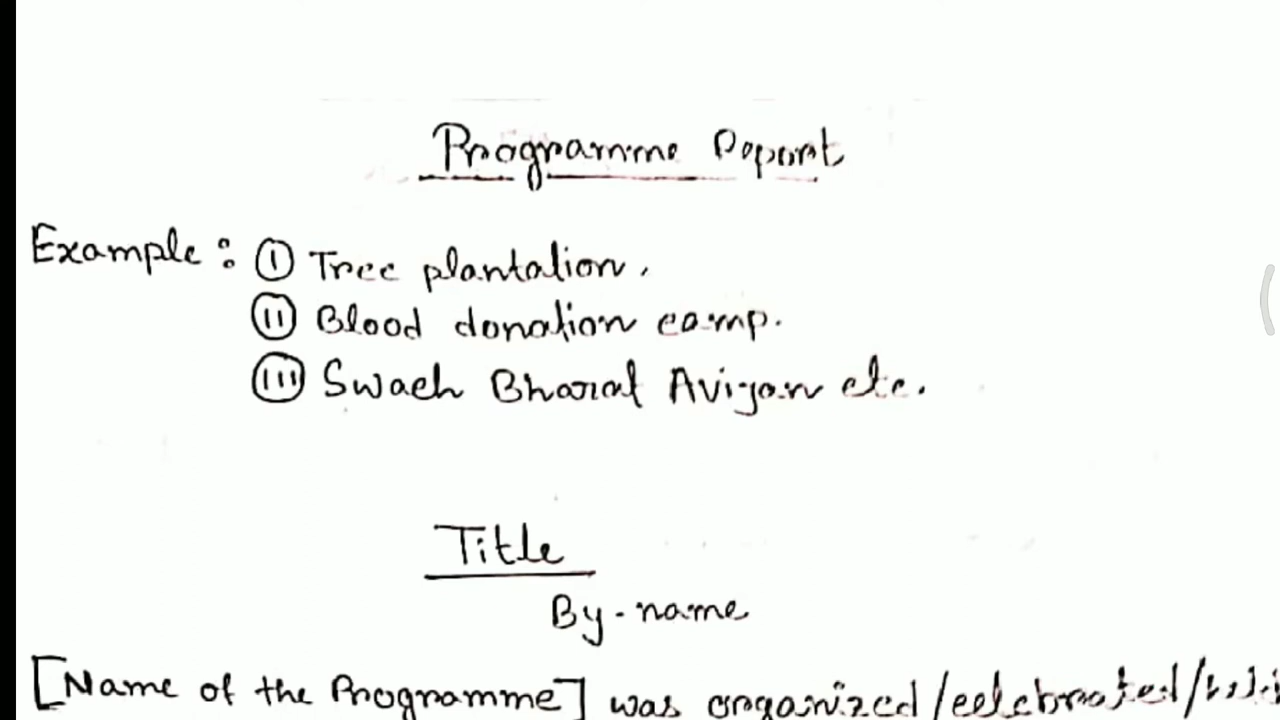 Programme Report
Example : (i) Tree plantation.
(ii) Blood donation camp.
(iii) Swach Bharat Aviyan etc.
Title
By - name
[Name of the Programme] was organized / celebrated /